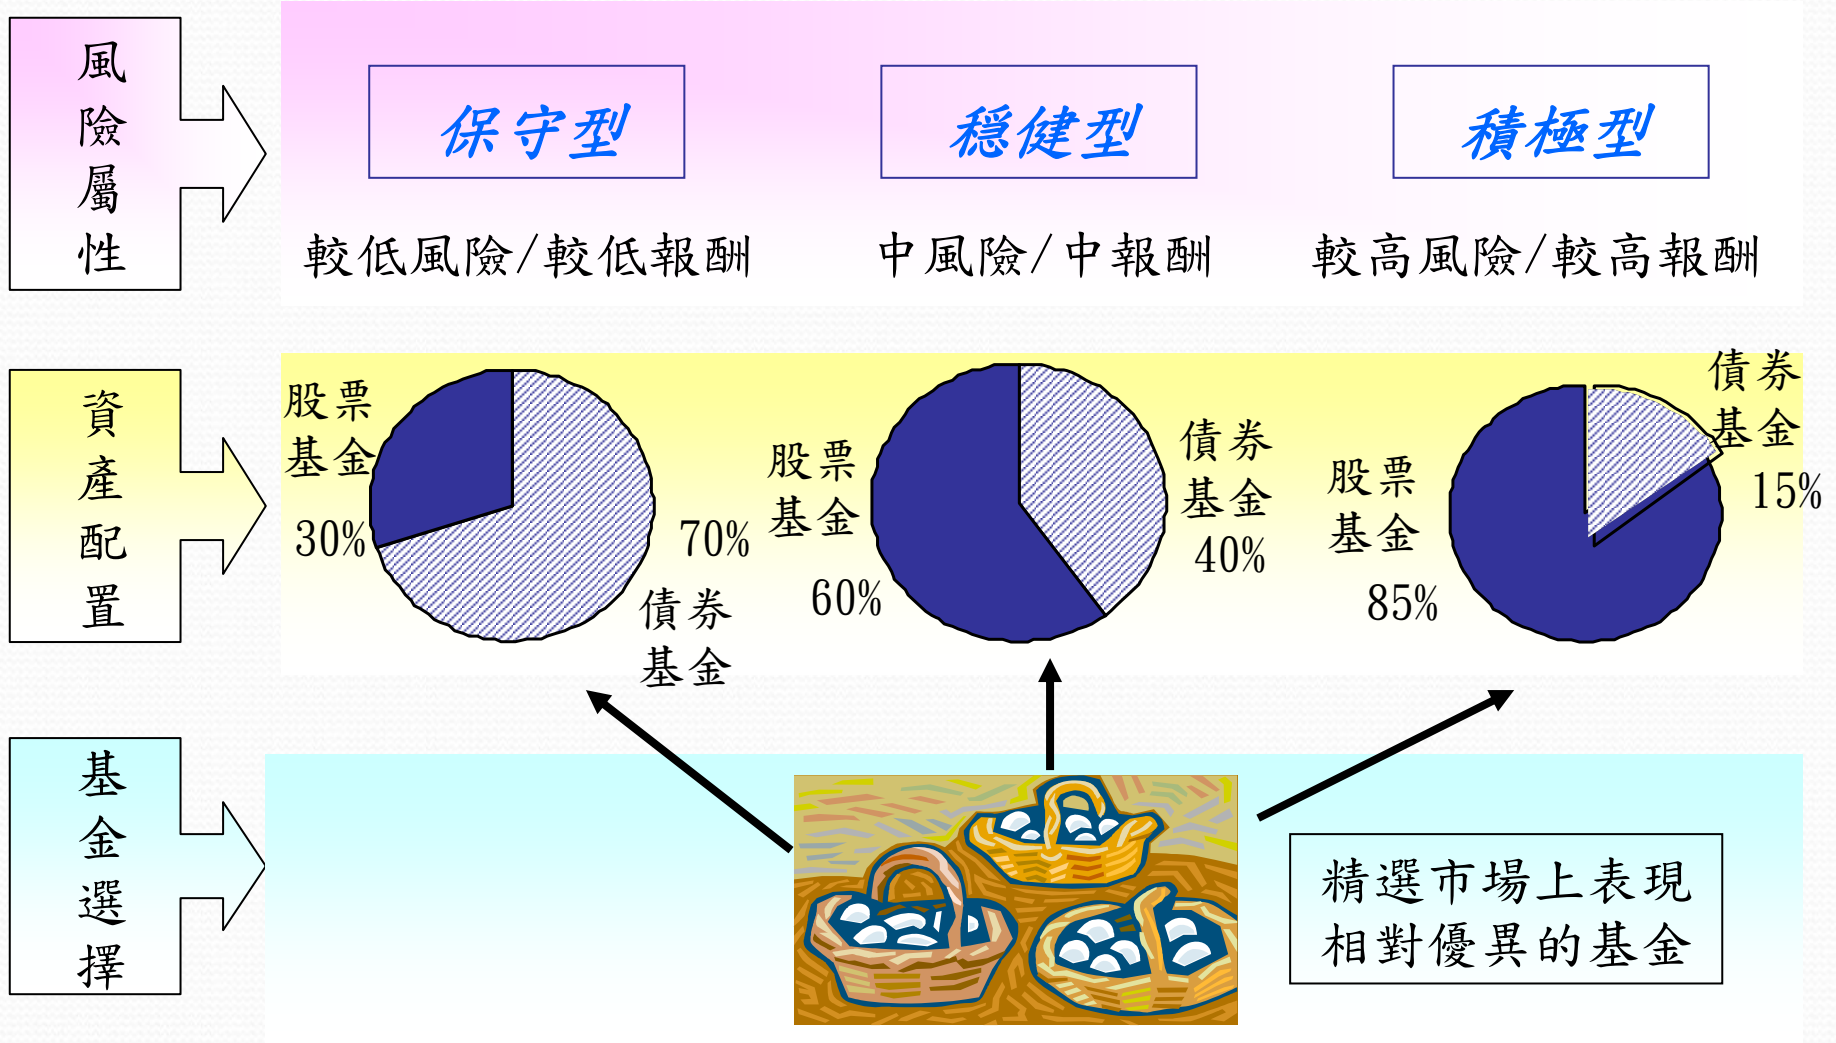 風險屬性
保守型
穩健型
積極型
較低風險/較低報酬
中風險/中報酬
較高風險/較高報酬
資產配置
股票
基金
30%
70%
債券
基金
股票
基金
60%
債券
基金
40%
股票
基金
85%
債券
基金
15%
基金選擇
精選市場上表現
相對優異的基金